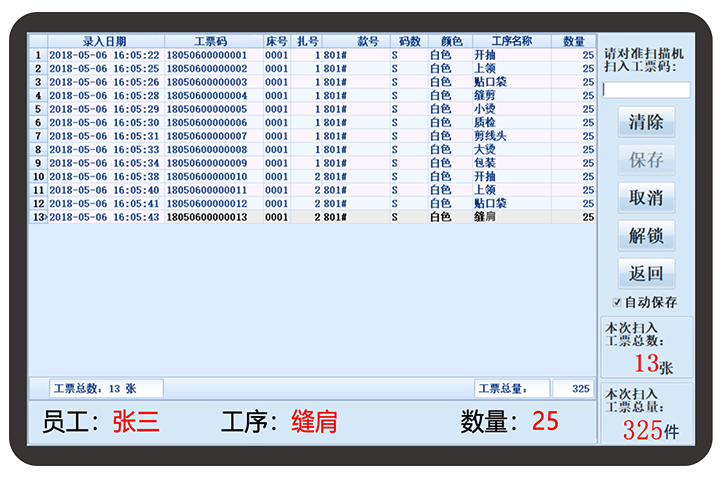 录入日期 工票码 床号 扎号 款号 码数 颜色 工序名称 数量
1 2018-05-06 16:05:22 18050600000001 0001 1 801# S 白色 开抽 25
2 2018-05-06 16:05:25 18050600000002 0001 1 801# S 白色 上领 25
3 2018-05-06 16:05:26 18050600000003 0001 1 801# S 白色 贴口袋 25
4 2018-05-06 16:05:28 18050600000004 0001 1 801# S 白色 缝剪 25
5 2018-05-06 16:05:29 18050600000005 0001 1 801# S 白色 小烫 25
6 2018-05-06 16:05:30 18050600000006 0001 1 801# S 白色 质检 25
7 2018-05-06 16:05:31 18050600000007 0001 1 801# S 白色 剪线头 25
8 2018-05-06 16:05:33 18050600000008 0001 1 801# S 白色 大烫 25
9 2018-05-06 16:05:34 18050600000009 0001 1 801# S 白色 包装 25
10 2018-05-06 16:05:38 18050600000010 0001 2 801# S 白色 开抽 25
11 2018-05-06 16:05:40 18050600000011 0001 2 801# S 白色 上领 25
12 2018-05-06 16:05:41 18050600000012 0001 2 801# S 白色 贴口袋 25
13 2018-05-06 16:05:43 18050600000013 0001 2 801# S 白色 缝肩 25
工票总数: 13 张 工票总量: 325
员工: 张三 工序: 缝肩 数量: 25
请对准扫描机
扫入工票码:
清除
保存
取消
解锁
返回
自动保存
本次扫入
工票总数:
13张
本次扫入
工票总量:
325件